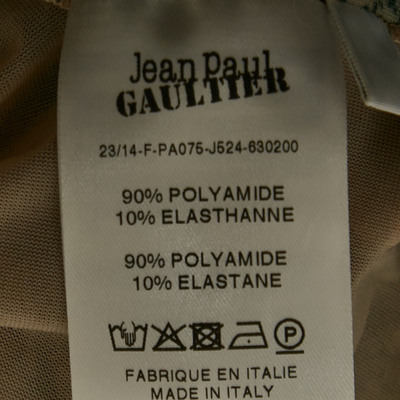 Jean Paul
GAULTIER
23/14-F-PA075-J524-630200
90% POLYAMIDE
10% ELASTHANNE
90% POLYAMIDE
10% ELASTANE
P
FABRIQUE EN ITALIE
MADE IN ITALY